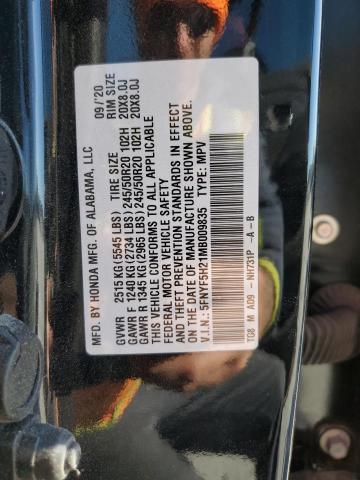 MFD. BY HONDA MFG. OF ALABAMA, LLC 09/'20
TIRE SIZE RIM SIZE
GVWR 2515 KG (5545 LBS)
GAWR F 1240 KG (2734 LBS) 245/50R20 102H 20X8.0J
GAWR R 1345 KG (2965 LBS) 245/50R20 102H 20X8.0J
THIS VEHICLE CONFORMS TO ALL APPLICABLE
FEDERAL MOTOR VEHICLE SAFETY
AND THEFT PREVENTION STANDARDS IN EFFECT
ON THE DATE OF MANUFACTURE SHOWN ABOVE.
V.I.N.: 5FNYF5H21MB009835 TYPE: MPV
TG8 M A09 - NH731P -A-B